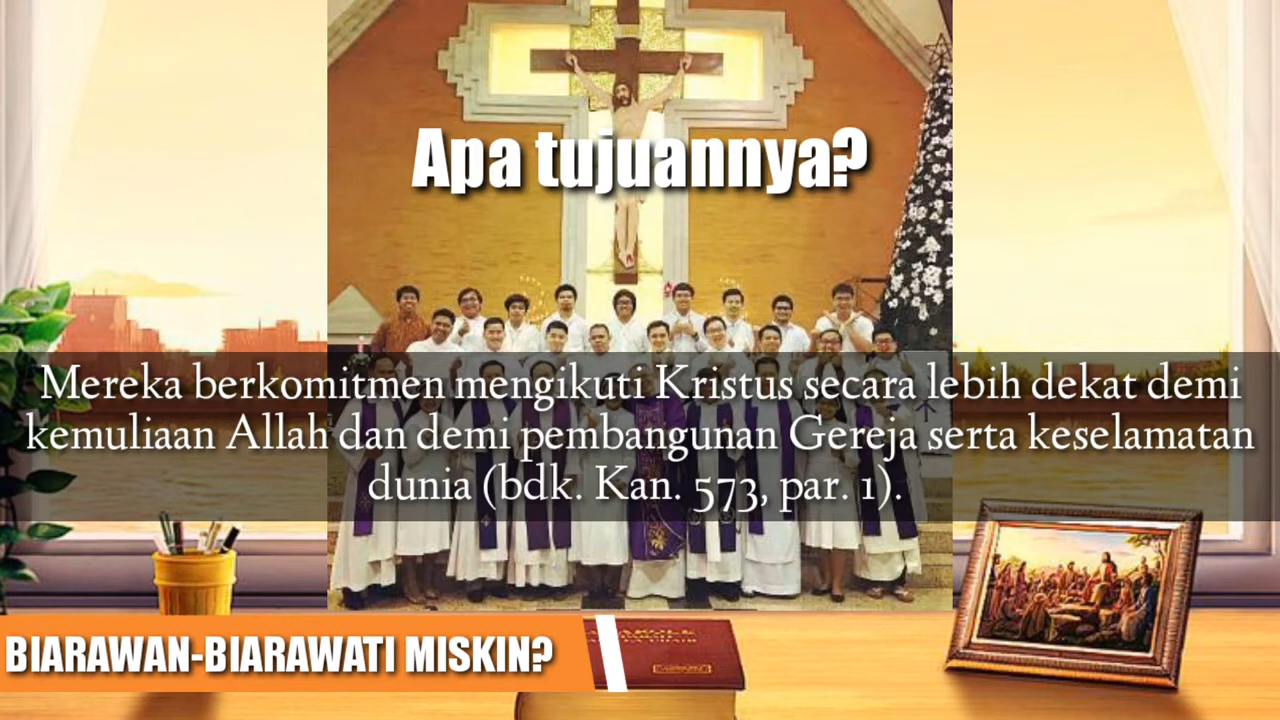 Apa tujuannya?
Mereka berkomitmen mengikuti Kristus secara lebih dekat demi
kemuliaan Allah dan demi pembangunan Gereja serta keselamatan
dunia (bdk. Kan. 573, par. 1).
BIARAWAN-BIARAWATI MISKIN?